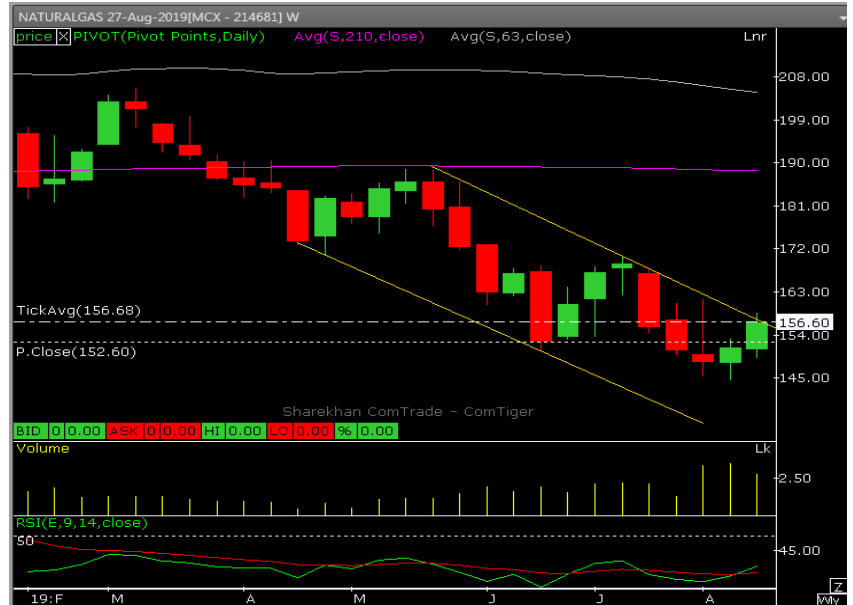 NATURALGAS 27-Aug-2019[MCX - 214681] W
price X PIVOT(Pivot Points,Daily) Avg(S,210,close) Avg(S,63,close) Lnr
208.00
199.00
190.00
181.00
172.00
163.00
TickAvg(156.68)
156.60
154.00
P.Close(152.60)
145.00
Sharekhan ComTrade - ComTiger
BID 0 0.00 ASK 0 0.00 HI 0.00 LO 0.00 % 0.00
Volume Lk
2.50
RSI(E,9,14,close)
50
45.00
Z
19:F M A M J J A Wly